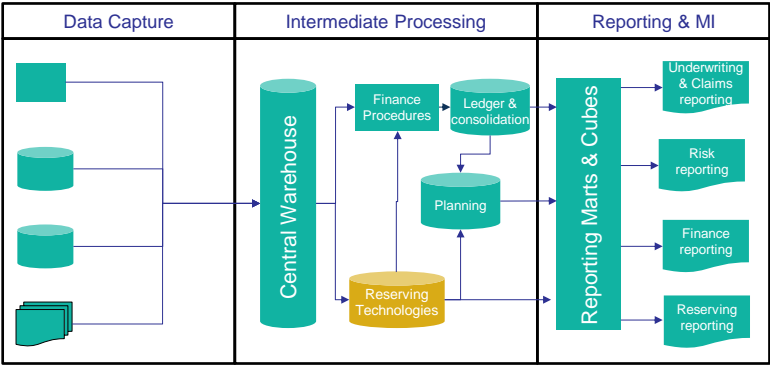 Data Capture
Intermediate Processing
Reporting & MI
Central Warehouse
Finance
Procedures
Ledger &
consolidation
Planning
Reserving
Technologies
Reporting Marts & Cubes
Underwriting
& Claims
reporting
Risk
reporting
Finance
reporting
Reserving
reporting